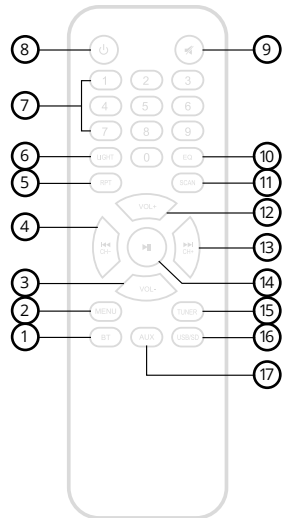 8 9
1 2 3
7
4 5 6
7 8 9
6 LIGHT 0 EQ 10
5 RPT SCAN 11
VOL+ 12
4
CH- CH+ 13
3 14
VOL-
2 MENU TUNER 15
1 BT AUX USB/SD 16
17